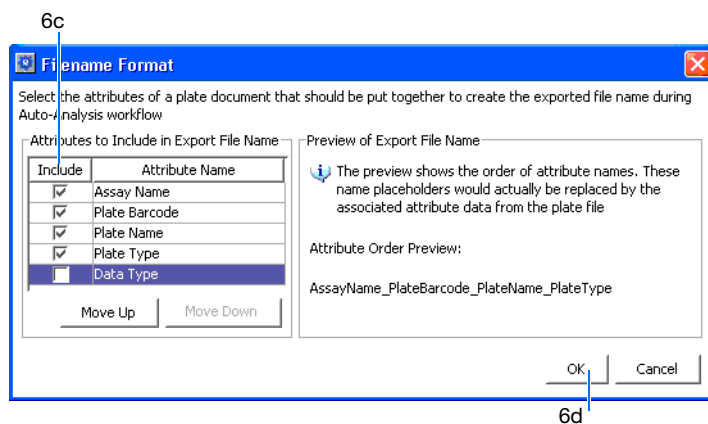 6c
Filename Format
Select the attributes of a plate document that should be put together to create the exported file name during
Auto-Analysis workflow
Attributes to Include in Export File Name
Include Attribute Name
Assay Name
Plate Barcode
Plate Name
Plate Type
Data Type
Move Up Move Down
Preview of Export File Name
The preview shows the order of attribute names. These
name placeholders would actually be replaced by the
associated attribute data from the plate file
Attribute Order Preview:
AssayName_PlateBarcode_PlateName_PlateType
OK Cancel
6d